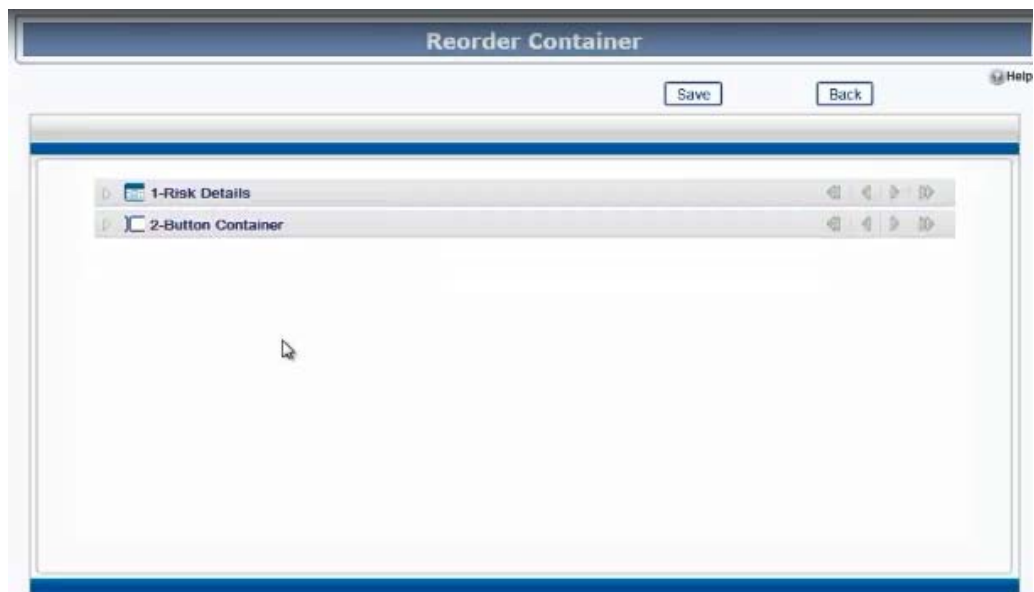 Reorder Container
Help
Save Back
1-Risk Details
2-Button Container